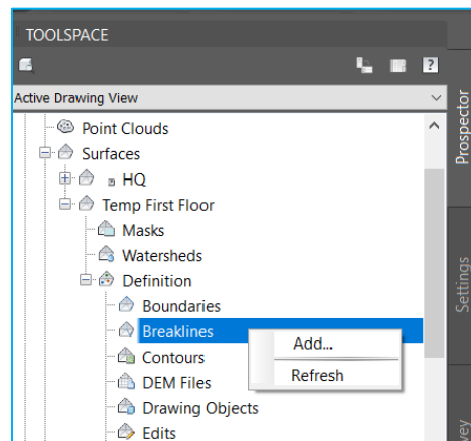 TOOLSPACE
?
Active Drawing View
Point Clouds
Surfaces
HQ
Temp First Floor
Masks
Watersheds
Definition
Boundaries
Breaklines
Add...
Contours
Refresh
DEM Files
Drawing Objects
Edits
Prospector
Settings